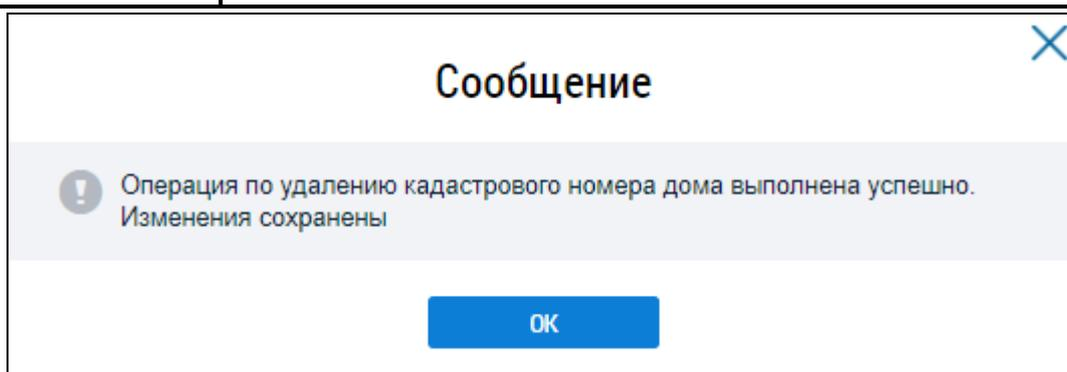 Сообщение
Операция по удалению кадастрового номера дома выполнена успешно.
Изменения сохранены
ОК